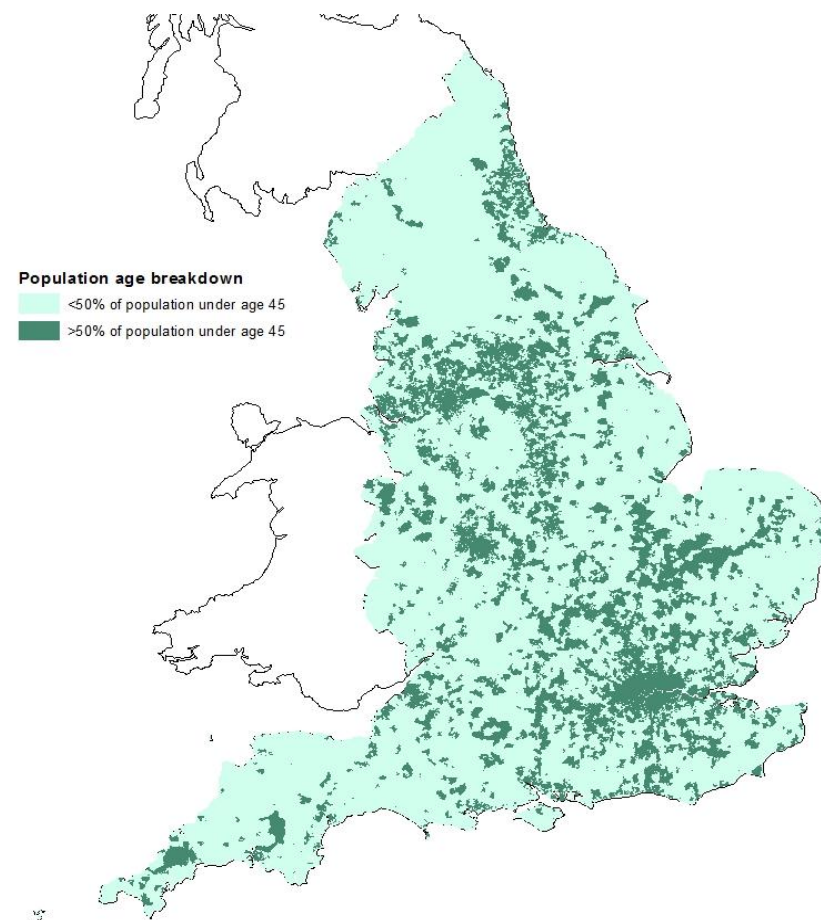 Population age breakdown
<50% of population under age 45
>50% of population under age 45